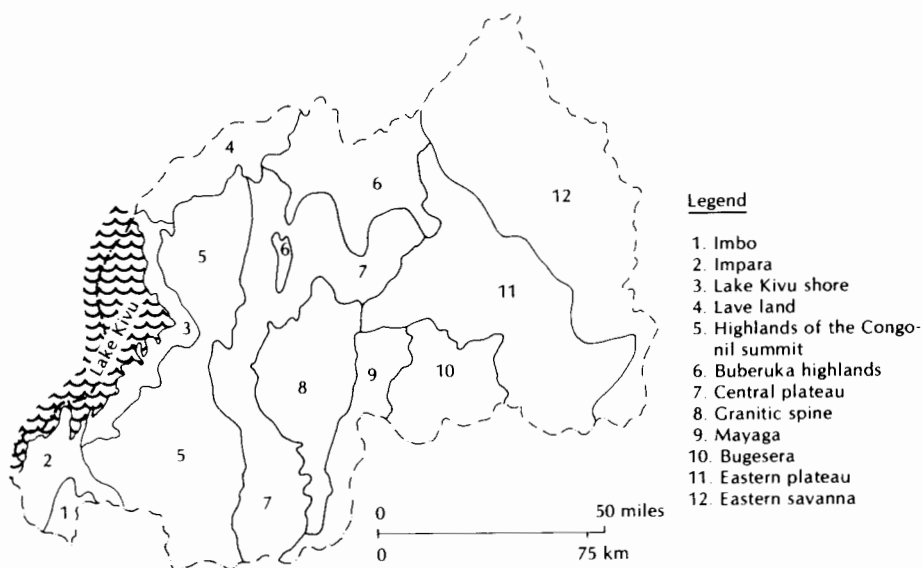 4
6
12
5
6
7
11
Lake Kivu
3
9
10
8
2
5
7
1
0 50 miles
0 75 km
Legend
1. Imbo
2. Impara
3. Lake Kivu shore
4. Lave land
5. Highlands of the Congo-
nil summit
6. Buberuka highlands
7. Central plateau
8. Granitic spine
9. Mayaga
10. Bugesera
11. Eastern plateau
12. Eastern savanna